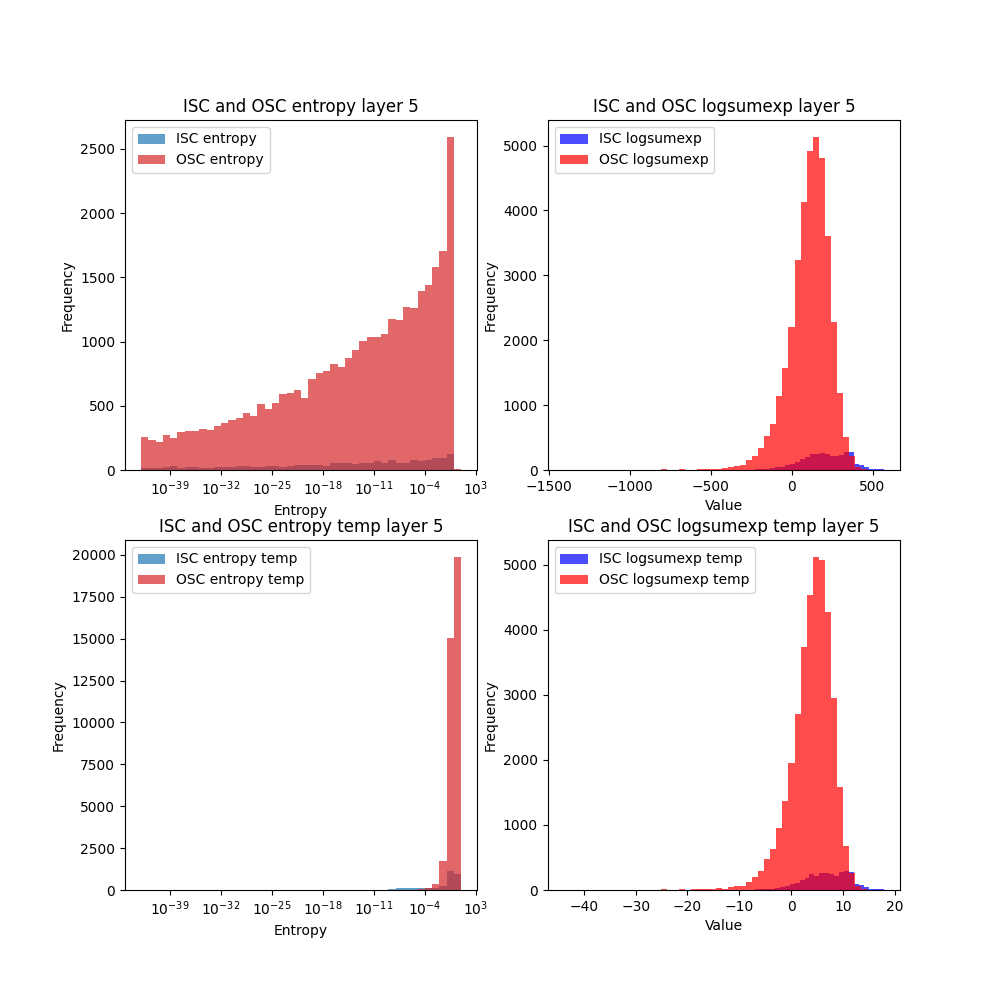 ISC and OSC entropy layer 5
ISC entropy
OSC entropy
2500
2000
1500
1000
500
0
Frequency
10^-39
10^-32
10^-25
10^-18
10^-11
10^-4
10^3
Entropy
ISC and OSC logsumexp layer 5
ISC logsumexp
OSC logsumexp
5000
4000
3000
2000
1000
0
Frequency
−1500
−1000
−500
0
500
Value
ISC and OSC entropy temp layer 5
ISC entropy temp
OSC entropy temp
20000
17500
15000
12500
10000
7500
5000
2500
0
Frequency
10^-39
10^-32
10^-25
10^-18
10^-11
10^-4
10^3
Entropy
ISC and OSC logsumexp temp layer 5
ISC logsumexp temp
OSC logsumexp temp
5000
4000
3000
2000
1000
0
Frequency
−40
−30
−20
−10
0
10
20
Value